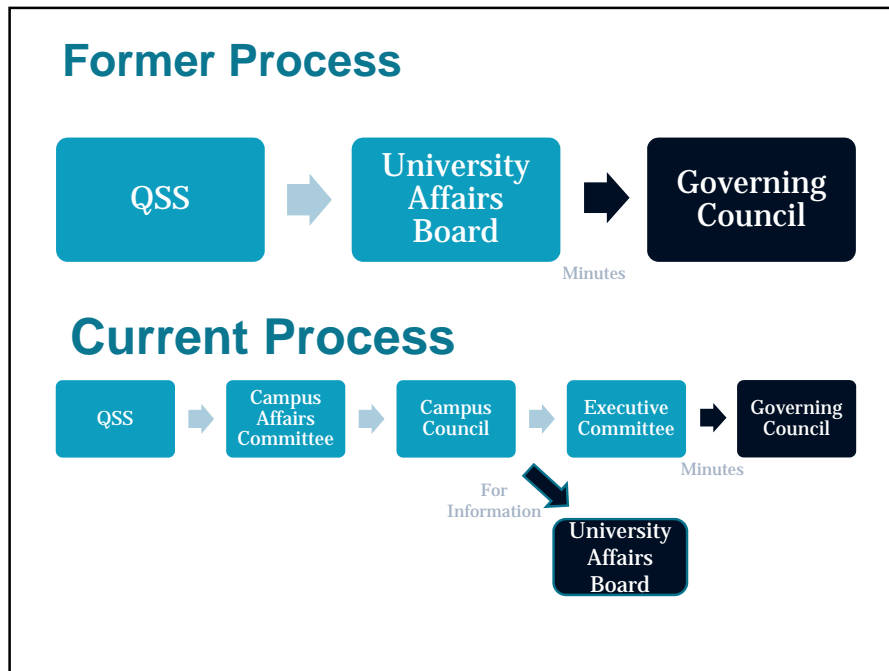 Former Process
QSS
University
Affairs
Board
Governing
Council
Minutes
Current Process
QSS
Campus
Affairs
Committee
Campus
Council
Executive
Committee
Governing
Council
Minutes
For
Information
University
Affairs
Board